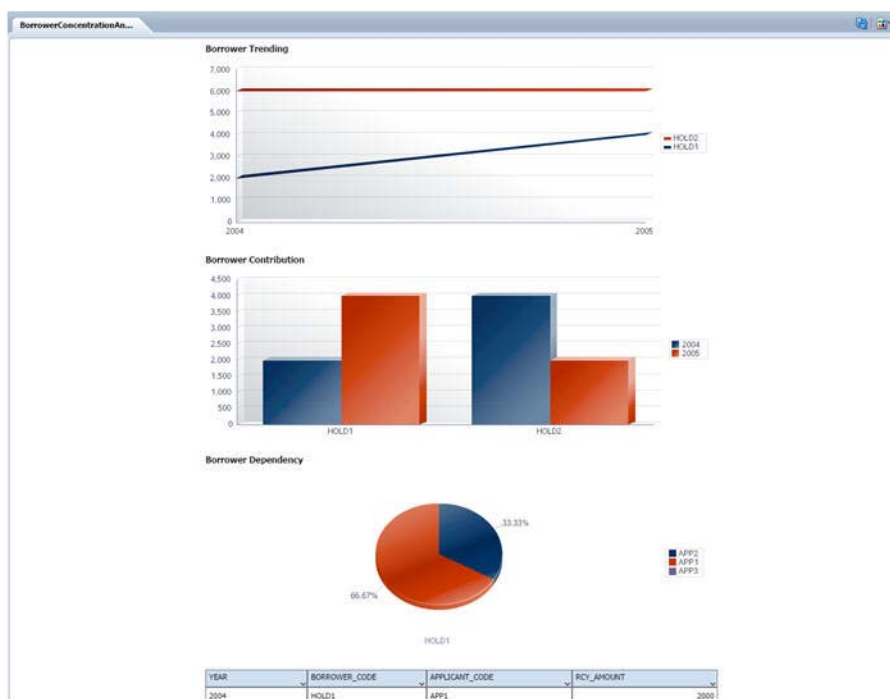 BorrowerConcentrationAn...
Borrower Trending
7,000
6,000
5,000
4,000
3,000
2,000
1,000
0
2004
2005
HOLD2
HOLD1
Borrower Contribution
4,500
4,000
3,500
3,000
2,500
2,000
1,500
1,000
500
0
HOLD1
HOLD2
2004
2005
Borrower Dependency
33.33%
66.67%
HOLD1
APP2
APP1
APP3
YEAR BORROWER_CODE APPLICANT_CODE RCY_AMOUNT
2004 HOLD1 APP1 2000